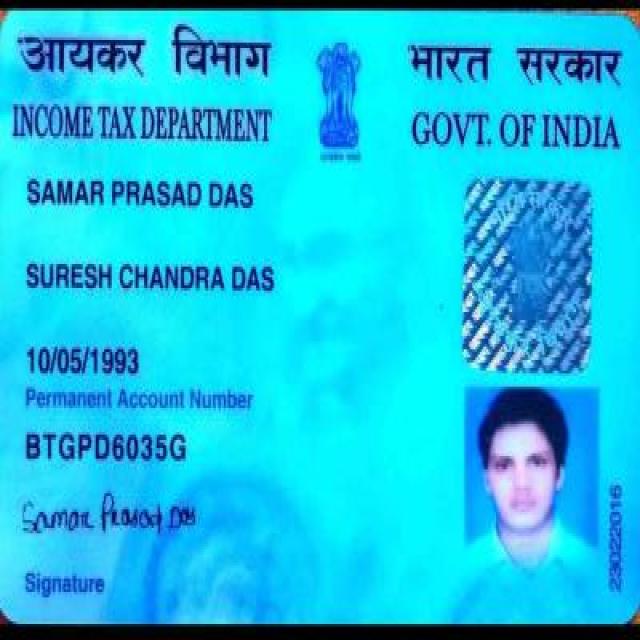 आयकर विभाग
भारत सरकार
INCOME TAX DEPARTMENT
GOVT. OF INDIA
SAMAR PRASAD DAS
SURESH CHANDRA DAS
10/05/1993
Permanent Account Number
BTGPD6035G
Samar Prasad Das
Signature
23022016